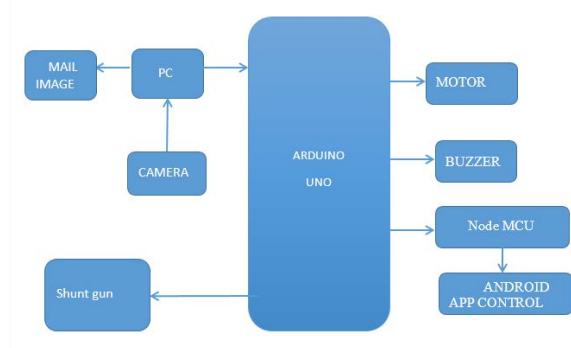 MAIL
IMAGE
PC
MOTOR
CAMERA
ARDUINO
UNO
BUZZER
Node MCU
Shunt gun
ANDROID
APP CONTROL